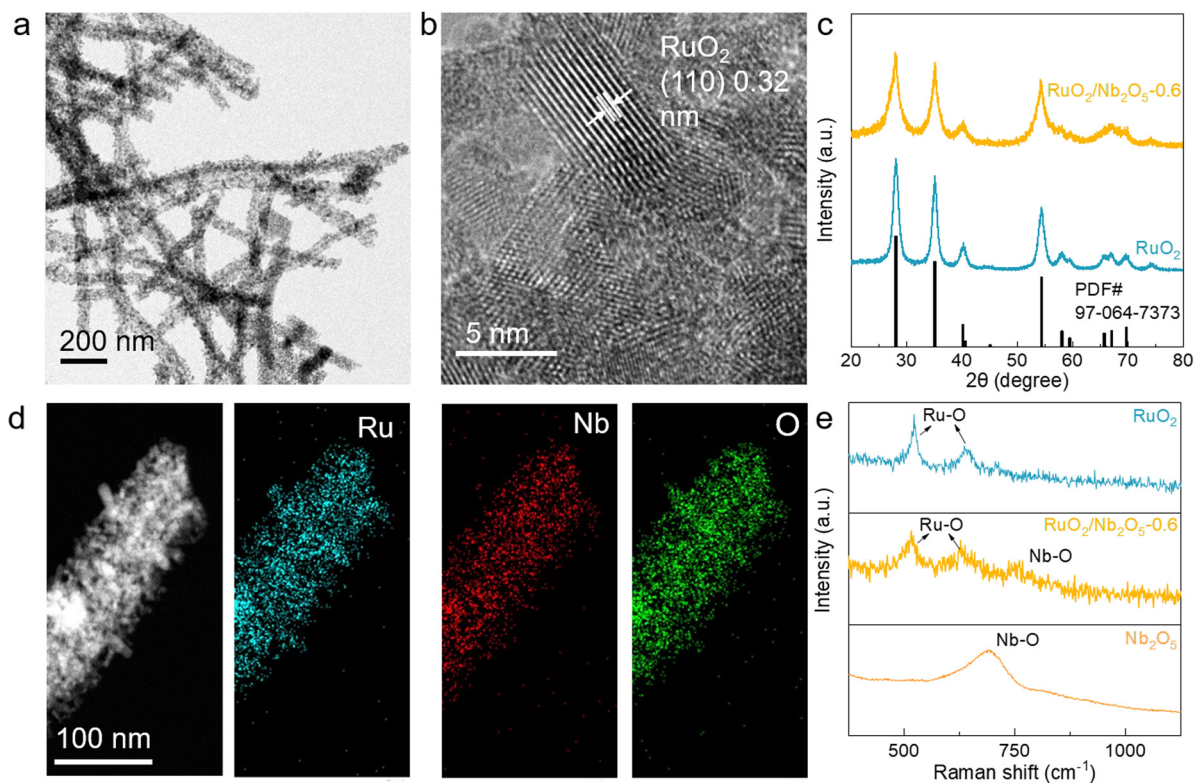 a
200 nm
b
RuO₂
(110) 0.32
nm
5 nm
c
Intensity (a.u.)
RuO₂/Nb₂O₅-0.6
RuO₂
PDF#
97-064-7373
20 30 40 50 60 70 80
2θ (degree)
d
100 nm
Ru
Nb
O
e
Intensity (a.u.)
RuO₂
Ru-O
RuO₂/Nb₂O₅-0.6
Ru-O
Nb-O
Nb₂O₅
Nb-O
500 750 1000
Raman shift (cm⁻¹)